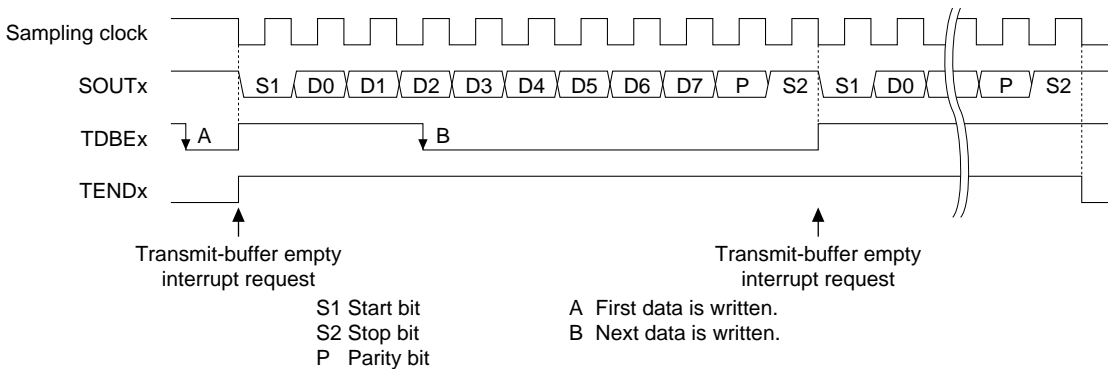 Sampling clock
SOUTx S1 D0 D1 D2 D3 D4 D5 D6 D7 P S2 S1 D0 P S2
TDBEx A B
TENDx
Transmit-buffer empty
interrupt request
Transmit-buffer empty
interrupt request
S1 Start bit
S2 Stop bit
P Parity bit
A First data is written.
B Next data is written.